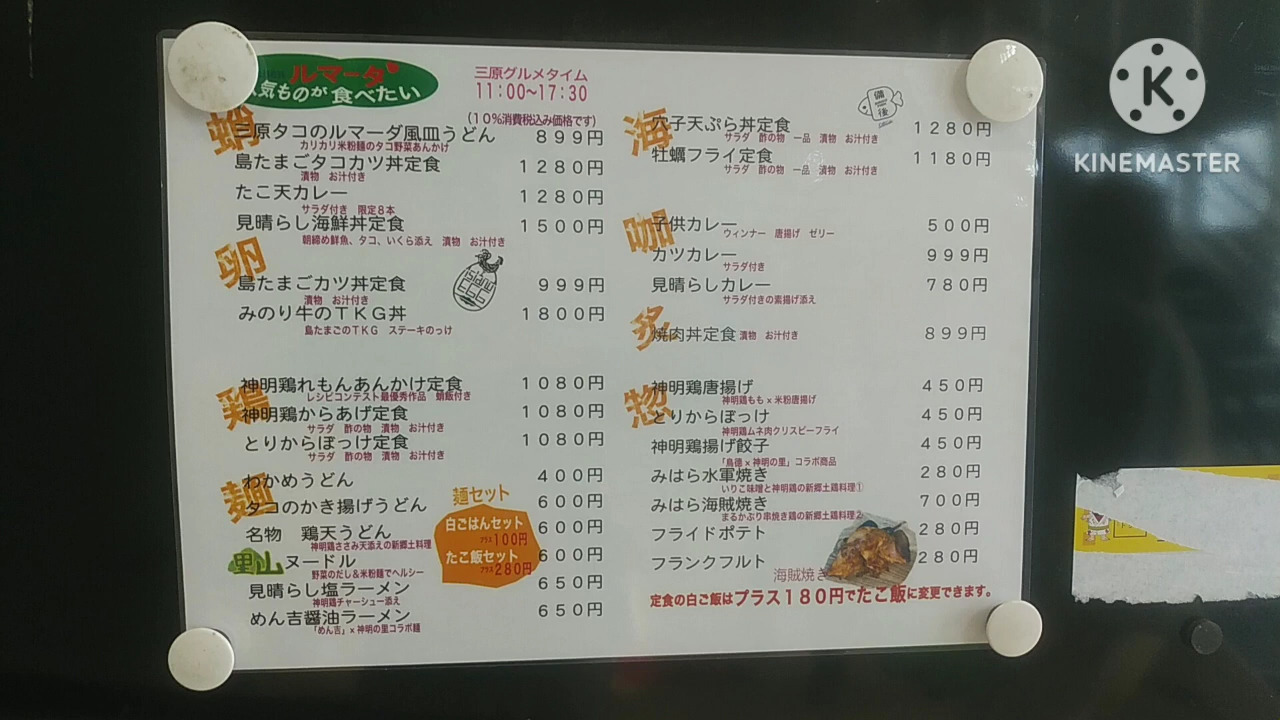 ルマーダ
気ものが食べたい
三原グルメタイム
11:00~17:30
(10%消費税込み価格です)
蛸
三原タコのルマーダ風皿うどん 899円
カリカリ米粉麺のタコ野菜あんかけ
島たまごタコカツ丼定食 1280円
漬物 お汁付き
たこ天カレー 1280円
サラダ付き 限定8本
見晴らし海鮮丼定食 1500円
朝締め鮮魚、タコ、いくら添え 漬物 お汁付き
卵
島たまごカツ丼定食 999円
漬物 お汁付き
みのり牛のTKG丼 1800円
島たまごのTKG ステーキのっけ
鶏
神明鶏れもんあんかけ定食 1080円
レシピコンテスト最優秀作品 蛸飯付き
神明鶏からあげ定食 1080円
サラダ 酢の物 漬物 お汁付き
とりからぼっけ定食 1080円
サラダ 酢の物 漬物 お汁付き
麺
わかめうどん 400円
タコのかき揚げうどん 600円
名物 鶏天うどん 600円
神明鶏ささみ天添えの新郷土料理
里山ヌードル 600円
野菜のだし&米粉麺でヘルシー
見晴らし塩ラーメン 650円
神明鶏チャーシュー添え
めん吉醤油ラーメン 650円
「めん吉」x神明の里コラボ麺
麺セット
白ごはんセット
プラス100円
たこ飯セット
プラス280円
備後
海
穴子天ぷら丼定食 1280円
サラダ 酢の物 一品 漬物 お汁付き
牡蠣フライ定食 1180円
サラダ 酢の物 一品 漬物 お汁付き
咖
子供カレー 500円
ウィンナー 唐揚げ ゼリー
カツカレー 999円
サラダ付き
見晴らしカレー 780円
サラダ付きの素揚げ添え
炙
焼肉丼定食 漬物 お汁付き 899円
惣
神明鶏唐揚げ 450円
神明鶏ももx米粉唐揚げ
とりからぼっけ 450円
神明鶏ムネ肉クリスピーフライ
神明鶏揚げ餃子 450円
「鳥徳x神明の里」コラボ商品
みはら水軍焼き 280円
いりこ味噌と神明鶏の新郷土鶏料理①
みはら海賊焼き 700円
まるかぶり串焼き鶏の新郷土鶏料理②
フライドポテト 280円
フランクフルト 280円
海賊焼き
定食の白ご飯はプラス180円でたこ飯に変更できます。
K
KINEMASTER